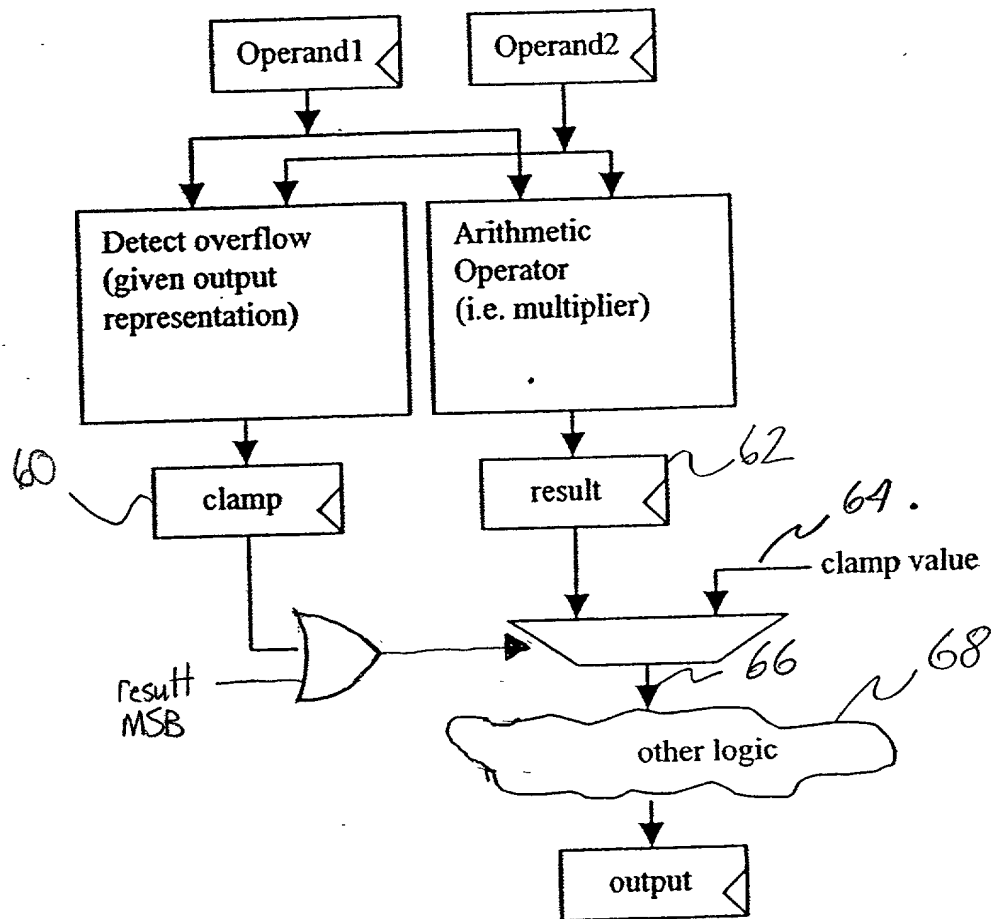 Operand1
Operand2
Detect overflow
(given output
representation)
Arithmetic
Operator
(i.e. multiplier)
60
clamp
result
62
64
clamp value
result
MSB
66
68
other logic
output